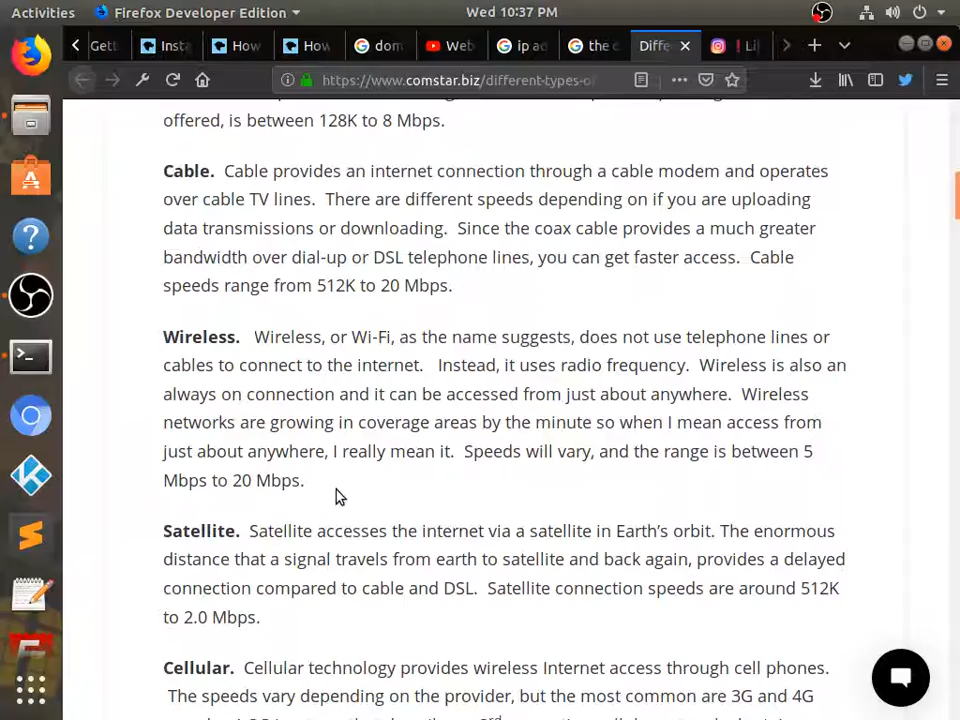 Activities
Firefox Developer Edition
Wed 10:37 PM
Gett
Insta
How
How
dom
Web
ip ad
the d
Diffe
Li
https://www.comstar.biz/different-types-o
offered, is between 128K to 8 Mbps.
Cable. Cable provides an internet connection through a cable modem and operates
over cable TV lines. There are different speeds depending on if you are uploading
data transmissions or downloading. Since the coax cable provides a much greater
bandwidth over dial-up or DSL telephone lines, you can get faster access. Cable
speeds range from 512K to 20 Mbps.
Wireless. Wireless, or Wi-Fi, as the name suggests, does not use telephone lines or
cables to connect to the internet. Instead, it uses radio frequency. Wireless is also an
always on connection and it can be accessed from just about anywhere. Wireless
networks are growing in coverage areas by the minute so when I mean access from
just about anywhere, I really mean it. Speeds will vary, and the range is between 5
Mbps to 20 Mbps.
Satellite. Satellite accesses the internet via a satellite in Earth's orbit. The enormous
distance that a signal travels from earth to satellite and back again, provides a delayed
connection compared to cable and DSL. Satellite connection speeds are around 512K
to 2.0 Mbps.
Cellular. Cellular technology provides wireless Internet access through cell phones.
The speeds vary depending on the provider, but the most common are 3G and 4G